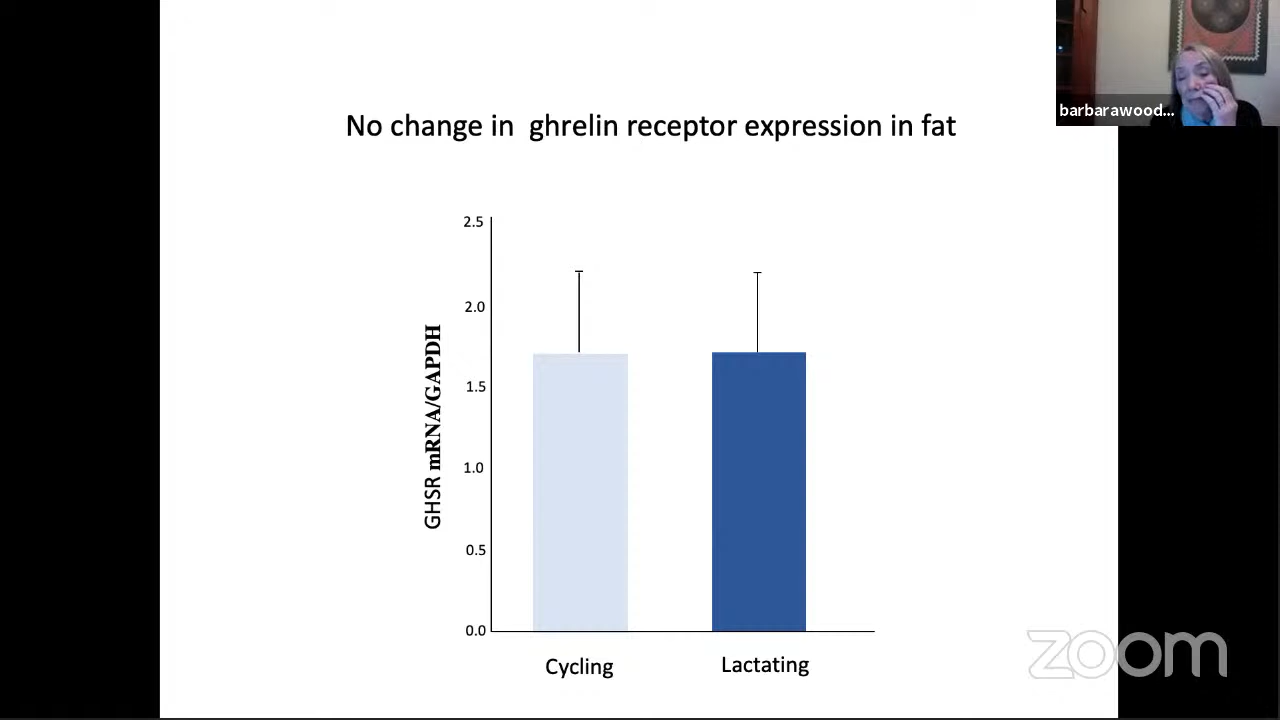 barbarawood...
No change in  ghrelin receptor expression in fat
GHSR mRNA/GAPDH
2.5
2.0
1.5
1.0
0.5
0.0
Cycling
Lactating
zoom